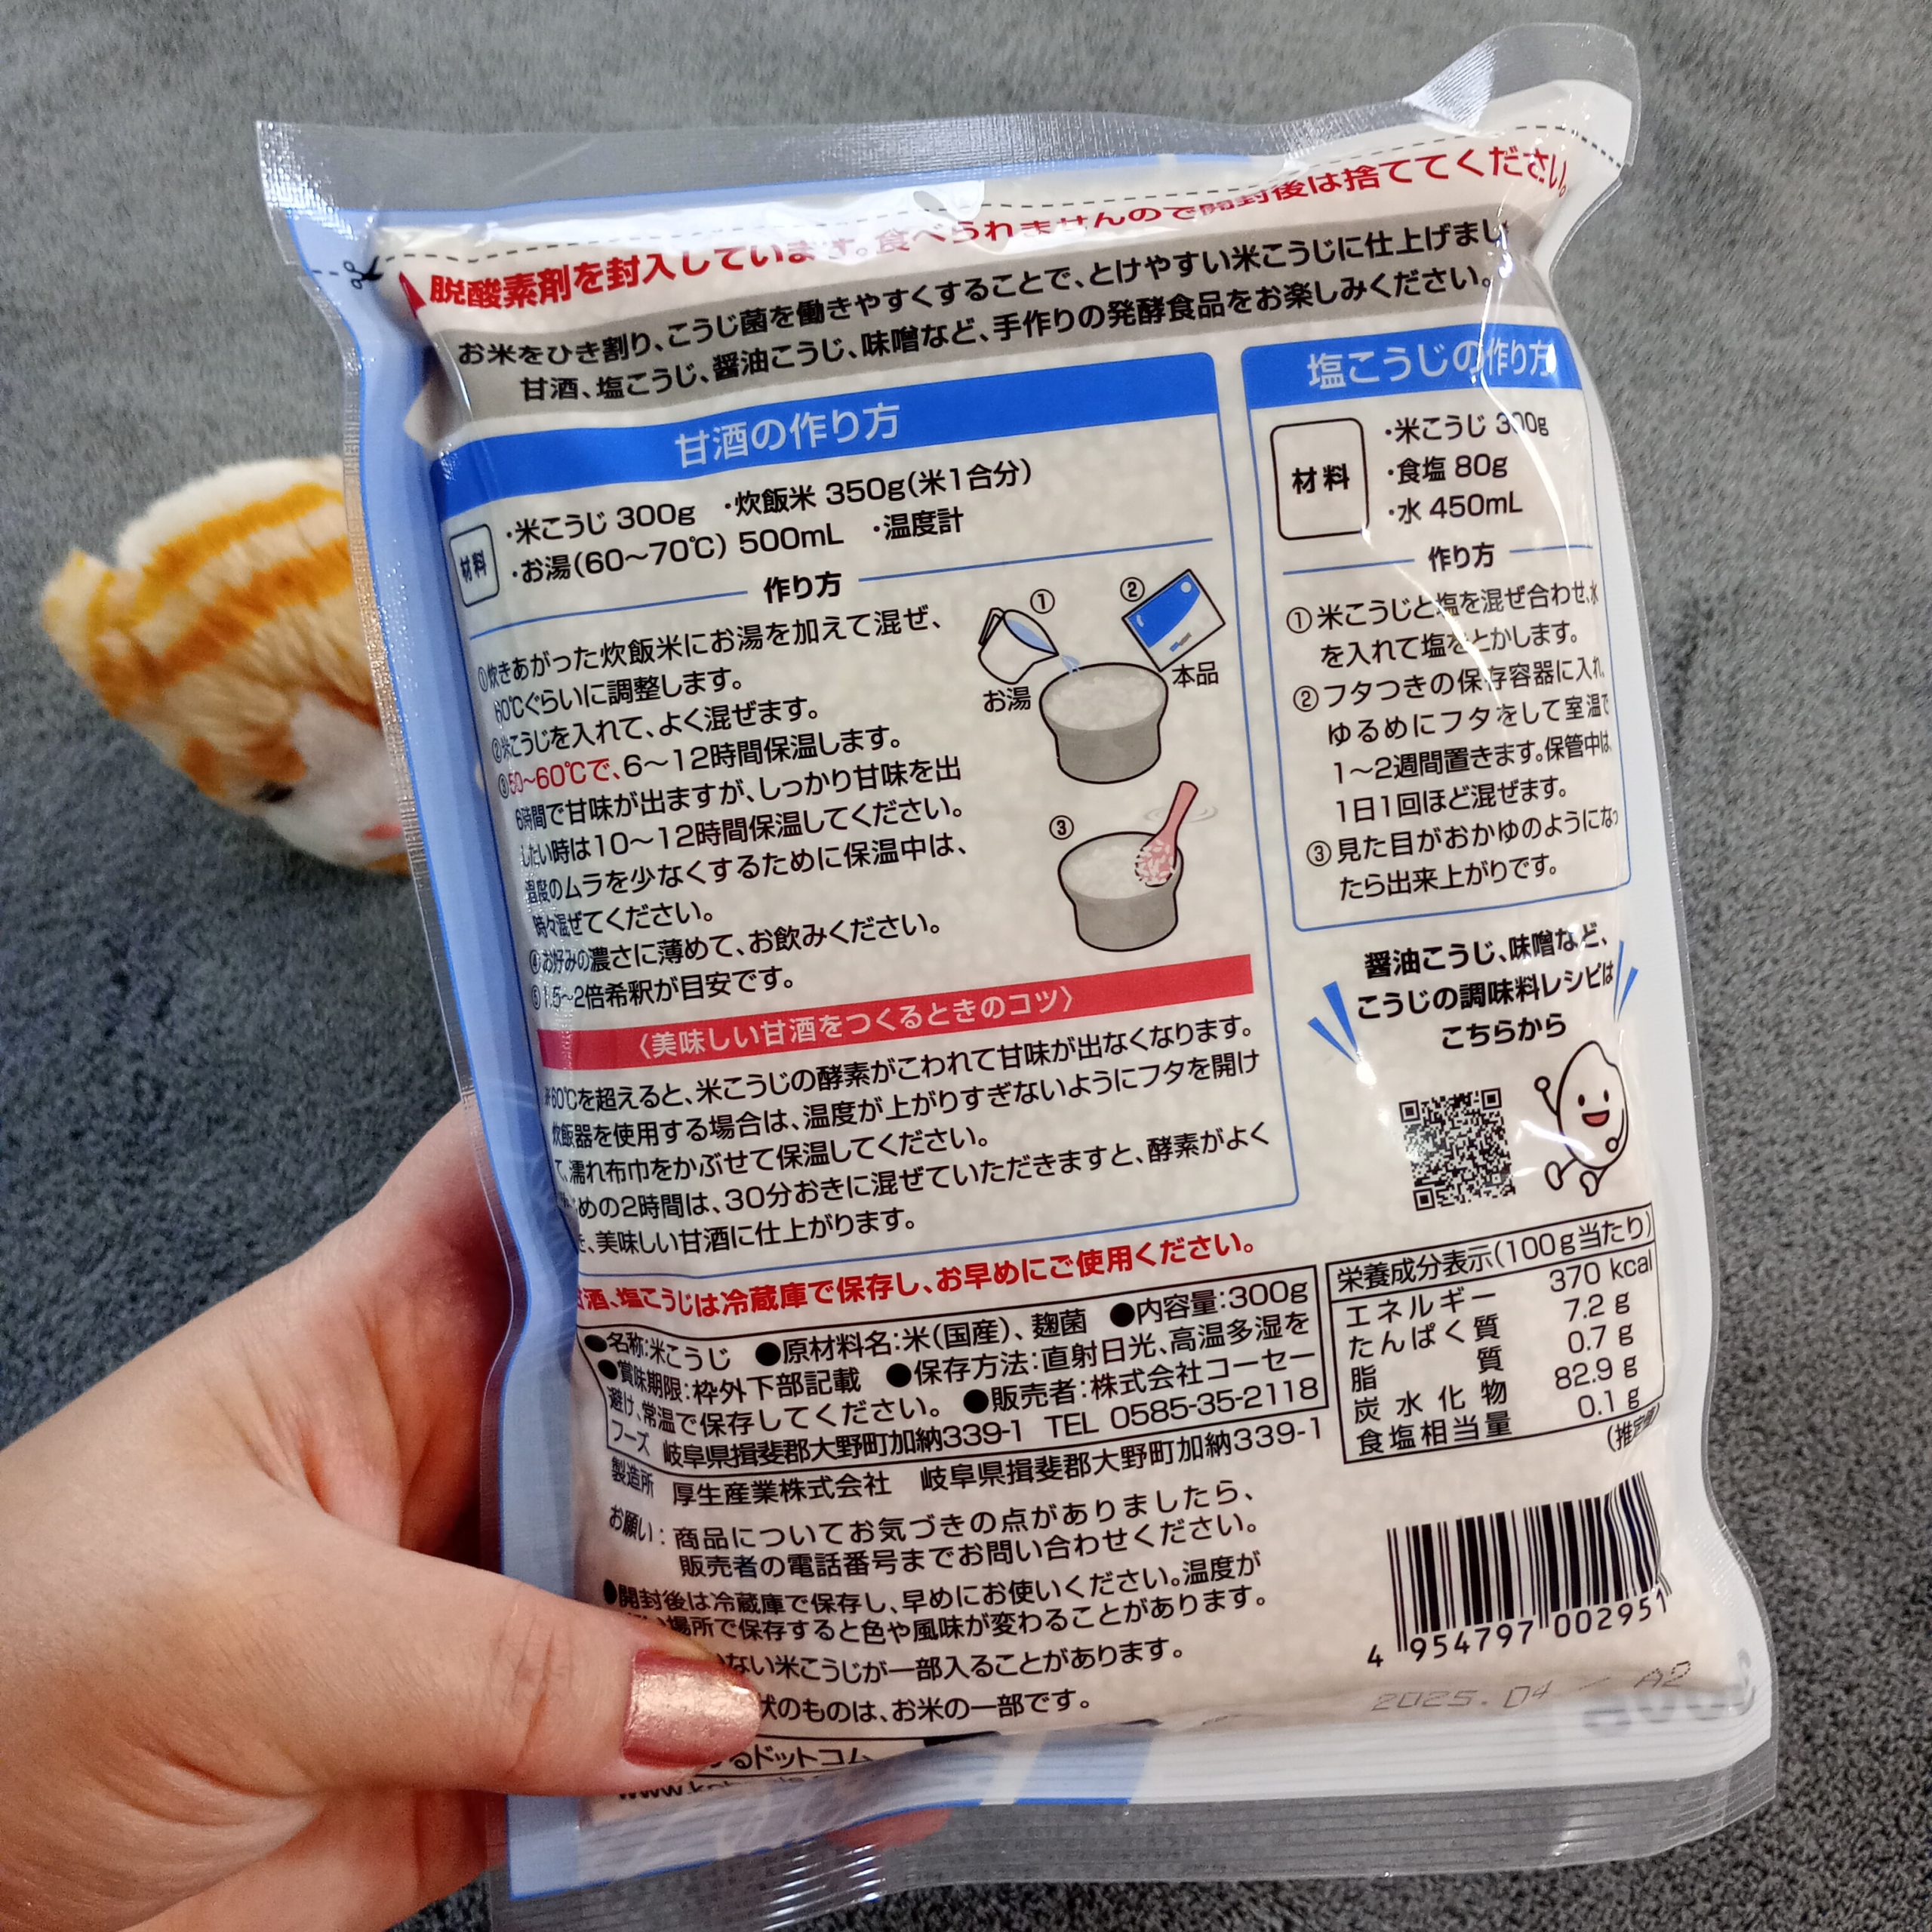 脱酸素剤を封入しています。食べられませんので開封後は捨ててください。
お米をひき割り、こうじ菌を働きやすくすることで、とけやすい米こうじに仕上げまし
甘酒、塩こうじ、醤油こうじ、味噌など、手作りの発酵食品をお楽しみください。
甘酒の作り方
材料
・米こうじ 300g ・炊飯米 350g(米1合分)
・お湯(60〜70℃) 500mL ・温度計
作り方
①炊きあがった炊飯米にお湯を加えて混ぜ、
60℃ぐらいに調整します。
②米こうじを入れて、よく混ぜます。
③50〜60℃で、6〜12時間保温します。
6時間で甘味が出ますが、しっかり甘味を出
したい時は10〜12時間保温してください。
温度のムラを少なくするために保温中は、
時々混ぜてください。
④お好みの濃さに薄めて、お飲みください。
⑤1.5〜2倍希釈が目安です。
①
②
お湯
本品
③
〈美味しい甘酒をつくるときのコツ〉
※60℃を超えると、米こうじの酵素がこわれて甘味が出なくなります。
炊飯器を使用する場合は、温度が上がりすぎないようにフタを開け
て、濡れ布巾をかぶせて保温してください。
めの2時間は、30分おきに混ぜていただきますと、酵素がよく
、美味しい甘酒に仕上がります。
甘酒、塩こうじは冷蔵庫で保存し、お早めにご使用ください。
塩こうじの作り方
材料
・米こうじ 300g
・食塩 80g
・水 450mL
作り方
①米こうじと塩を混ぜ合わせ、水
を入れて塩をとかします。
②フタつきの保存容器に入れ、
ゆるめにフタをして室温で
1〜2週間置きます。保管中は、
1日1回ほど混ぜます。
③見た目がおかゆのようになっ
たら出来上がりです。
醤油こうじ、味噌など、
こうじの調味料レシピは
こちらから
●名称:米こうじ ●原材料名:米(国産)、麹菌 ●内容量:300g
●賞味期限:枠外下部記載 ●保存方法:直射日光、高温多湿を
避け、常温で保存してください。 ●販売者:株式会社コーセー
フーズ 岐阜県揖斐郡大野町加納339-1 TEL 0585-35-2118
製造所 厚生産業株式会社 岐阜県揖斐郡大野町加納339-1
お願い:商品についてお気づきの点がありましたら、
販売者の電話番号までお問い合わせください。
●開封後は冷蔵庫で保存し、早めにお使いください。温度が
場所で保存すると色や風味が変わることがあります。
ない米こうじが一部入ることがあります。
状のものは、お米の一部です。
るドットコム
栄養成分表示(100g当たり)
エネルギー 370 kcal
たんぱく質 7.2 g
脂質 0.7 g
炭水化物 82.9 g
食塩相当量 0.1 g
(推定値)
4 954797 002951
2025.04 / A2